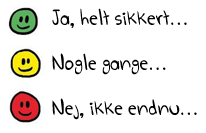 Ja, helt sikkert...
Nogle gange...
Nej, ikke endnu...